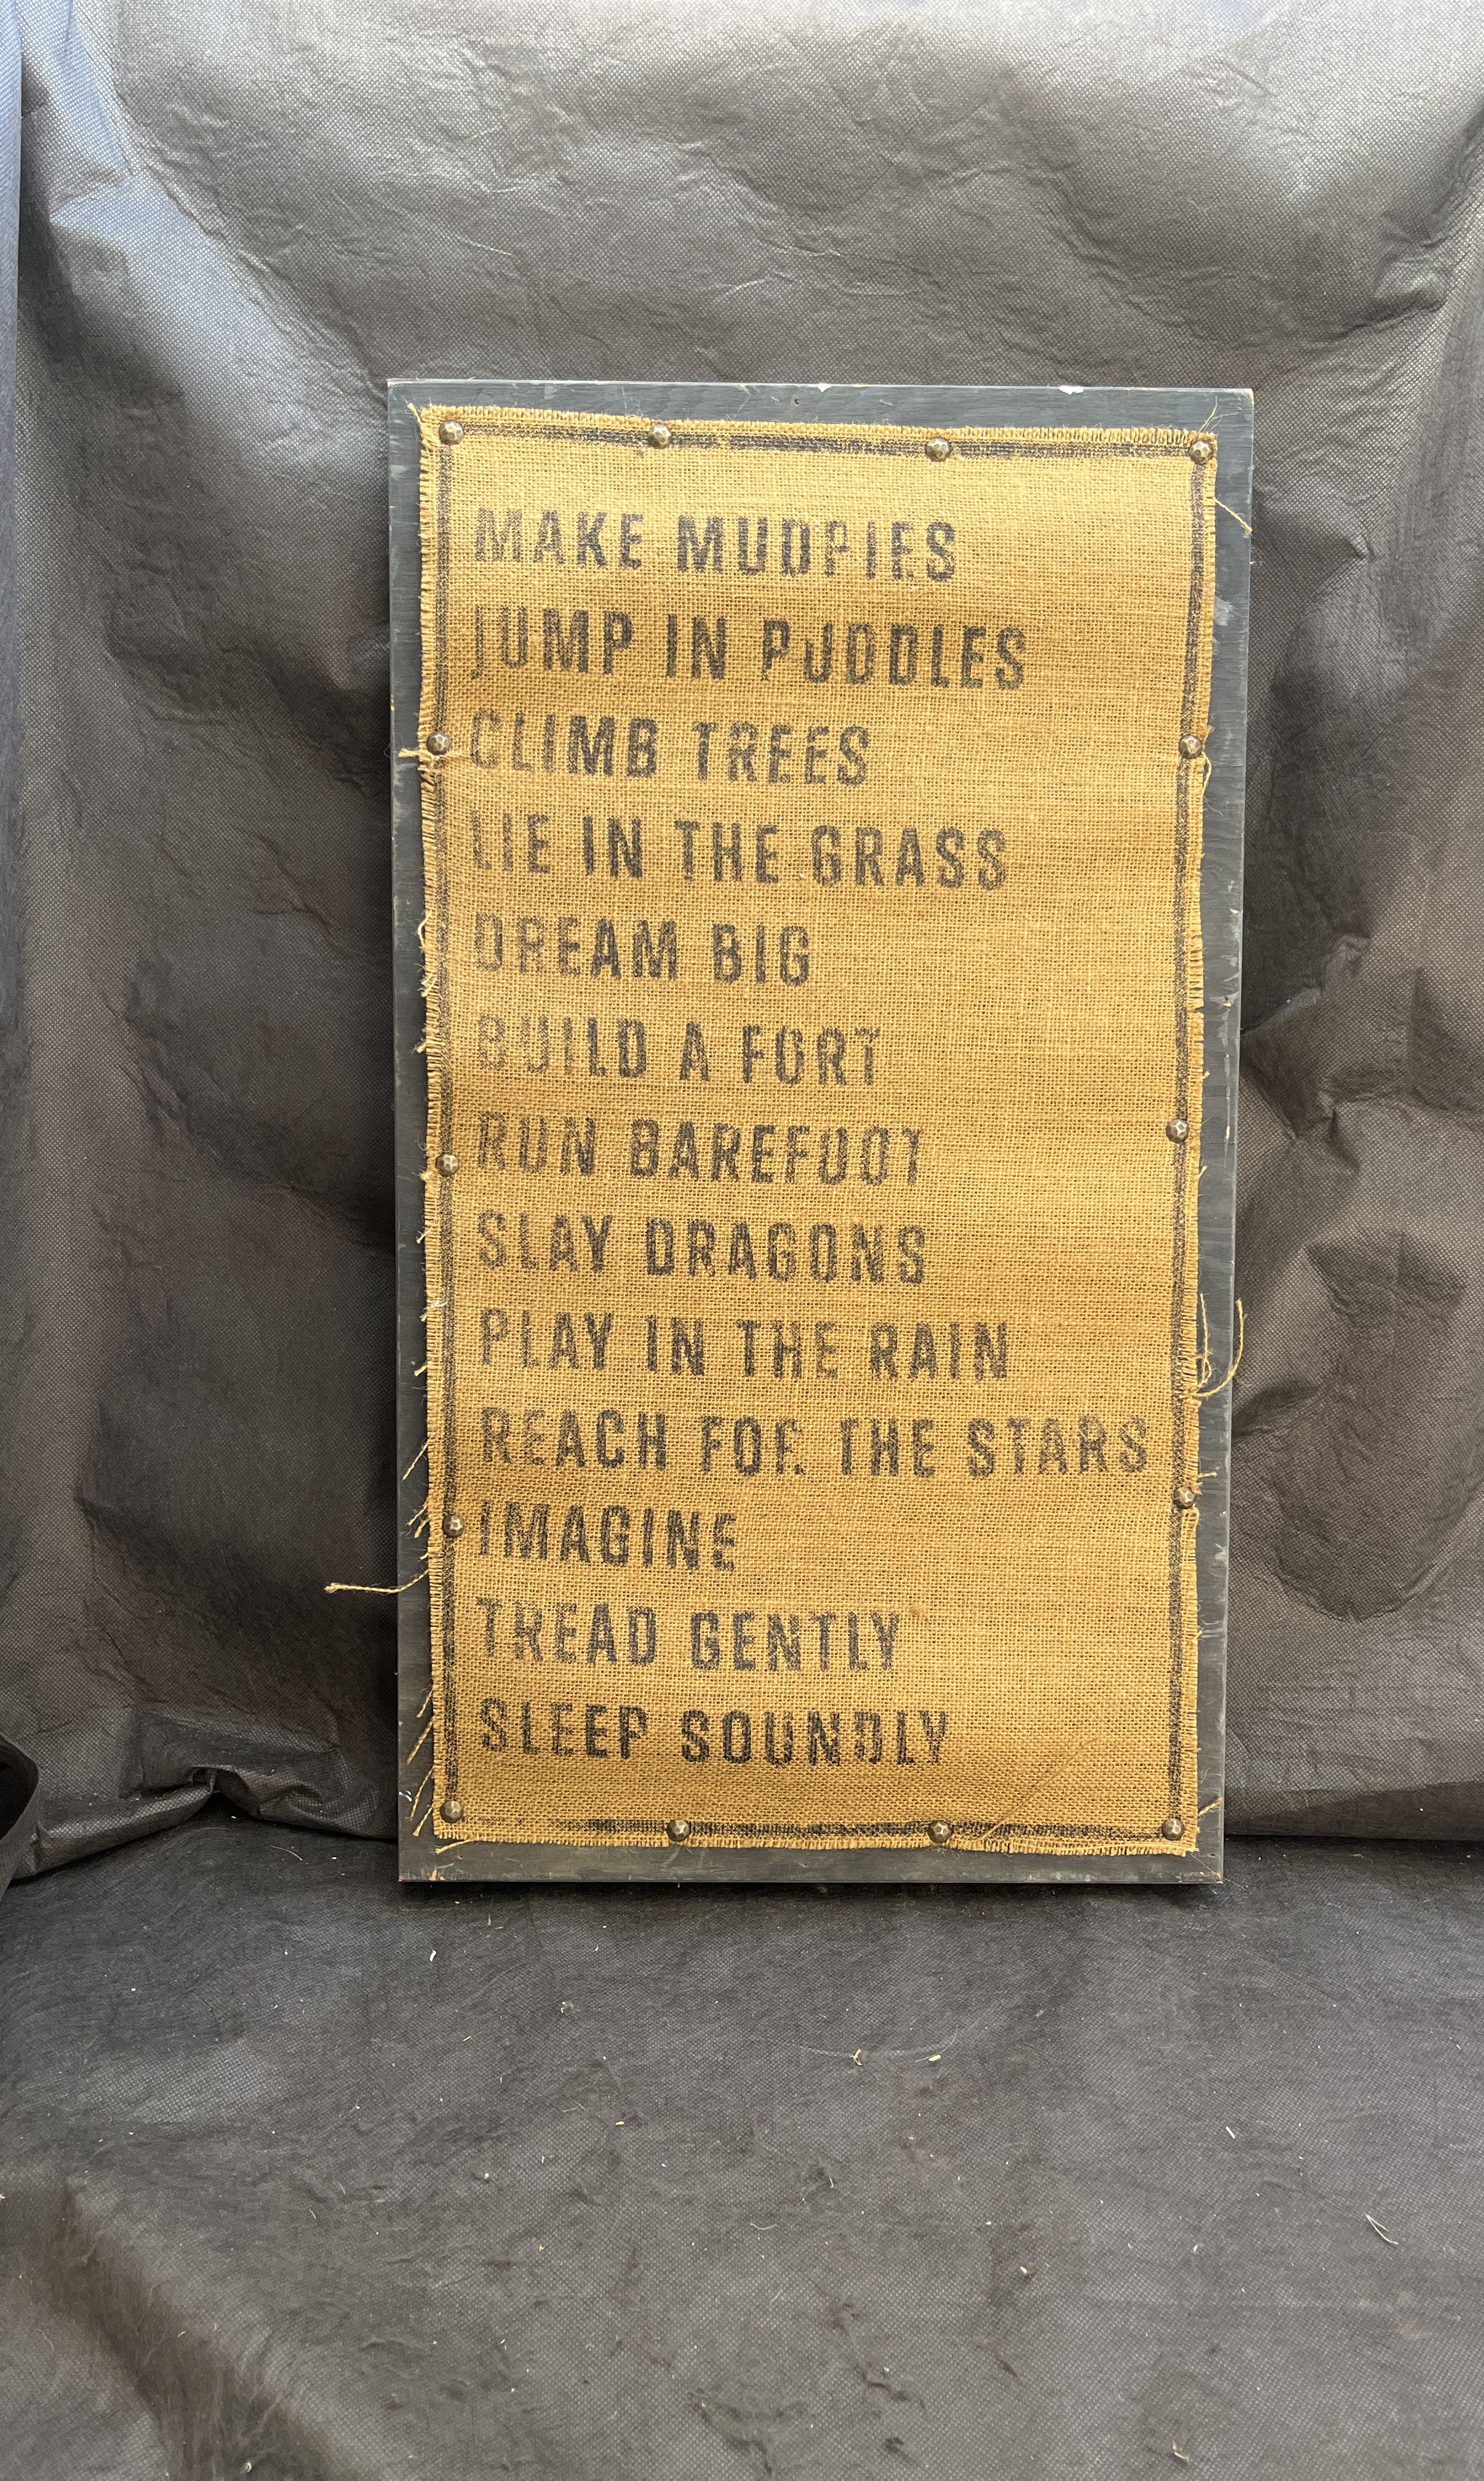 MAKE MUDPIES
JUMP IN PUDDLES
CLIMB TREES
LIE IN THE GRASS
DREAM BIG
BUILD A FORT
RUN BAREFOOT
SLAY DRAGONS
PLAY IN THE RAIN
REACH FOR THE STARS
IMAGINE
TREAD GENTLY
SLEEP SOUNDLY